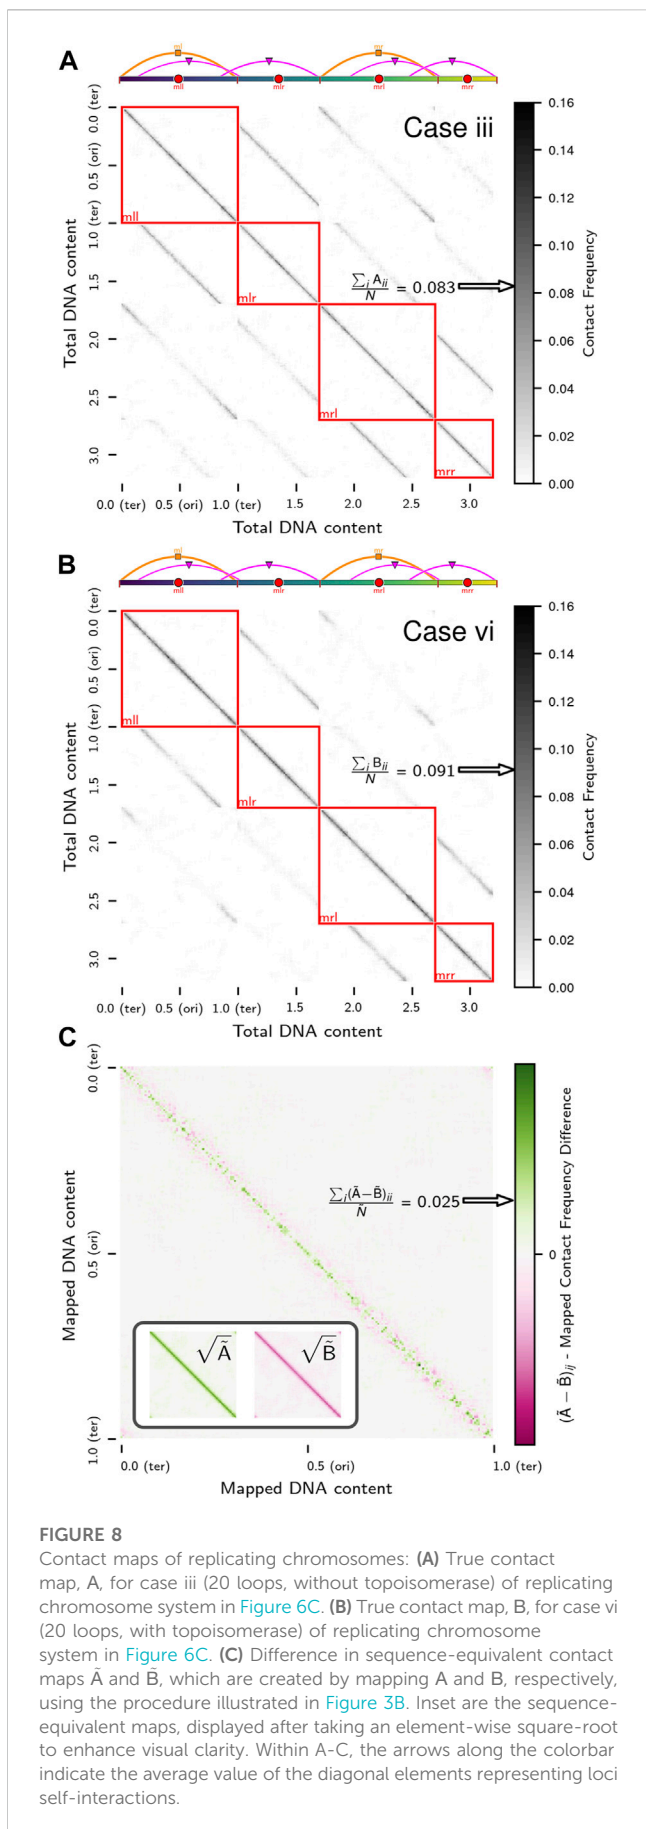 A
ml
mr
mll
mlr
mrl
mrr
Case iii
0.0 (ter)
0.5 (ori)
1.0 (ter)
1.5
2.0
2.5
3.0
Total DNA content
mll
mlr
mrl
mrr
∑i Aii / N = 0.083
0.0 (ter)
0.5 (ori)
1.0 (ter)
1.5
2.0
2.5
3.0
Total DNA content
0.16
0.14
0.12
0.10
0.08
0.06
0.04
0.02
0.00
Contact Frequency
B
ml
mr
mll
mlr
mrl
mrr
Case vi
0.0 (ter)
0.5 (ori)
1.0 (ter)
1.5
2.0
2.5
3.0
Total DNA content
mll
mlr
mrl
mrr
∑i Bii / N = 0.091
0.0 (ter)
0.5 (ori)
1.0 (ter)
1.5
2.0
2.5
3.0
Total DNA content
0.16
0.14
0.12
0.10
0.08
0.06
0.04
0.02
0.00
Contact Frequency
C
0.0 (ter)
0.5 (ori)
1.0 (ter)
Mapped DNA content
∑i(Ã−B̃)ii / Ñ = 0.025
√Ã
√B̃
0.0 (ter)
0.5 (ori)
1.0 (ter)
Mapped DNA content
0
(Ã − B̃)ij - Mapped Contact Frequency Difference
FIGURE 8
Contact maps of replicating chromosomes: (A) True contact
map, A, for case iii (20 loops, without topoisomerase) of replicating
chromosome system in Figure 6C. (B) True contact map, B, for case vi
(20 loops, with topoisomerase) of replicating chromosome
system in Figure 6C. (C) Difference in sequence-equivalent contact
maps Ã and B̃, which are created by mapping A and B, respectively,
using the procedure illustrated in Figure 3B. Inset are the sequence-
equivalent maps, displayed after taking an element-wise square-root
to enhance visual clarity. Within A-C, the arrows along the colorbar
indicate the average value of the diagonal elements representing loci
self-interactions.